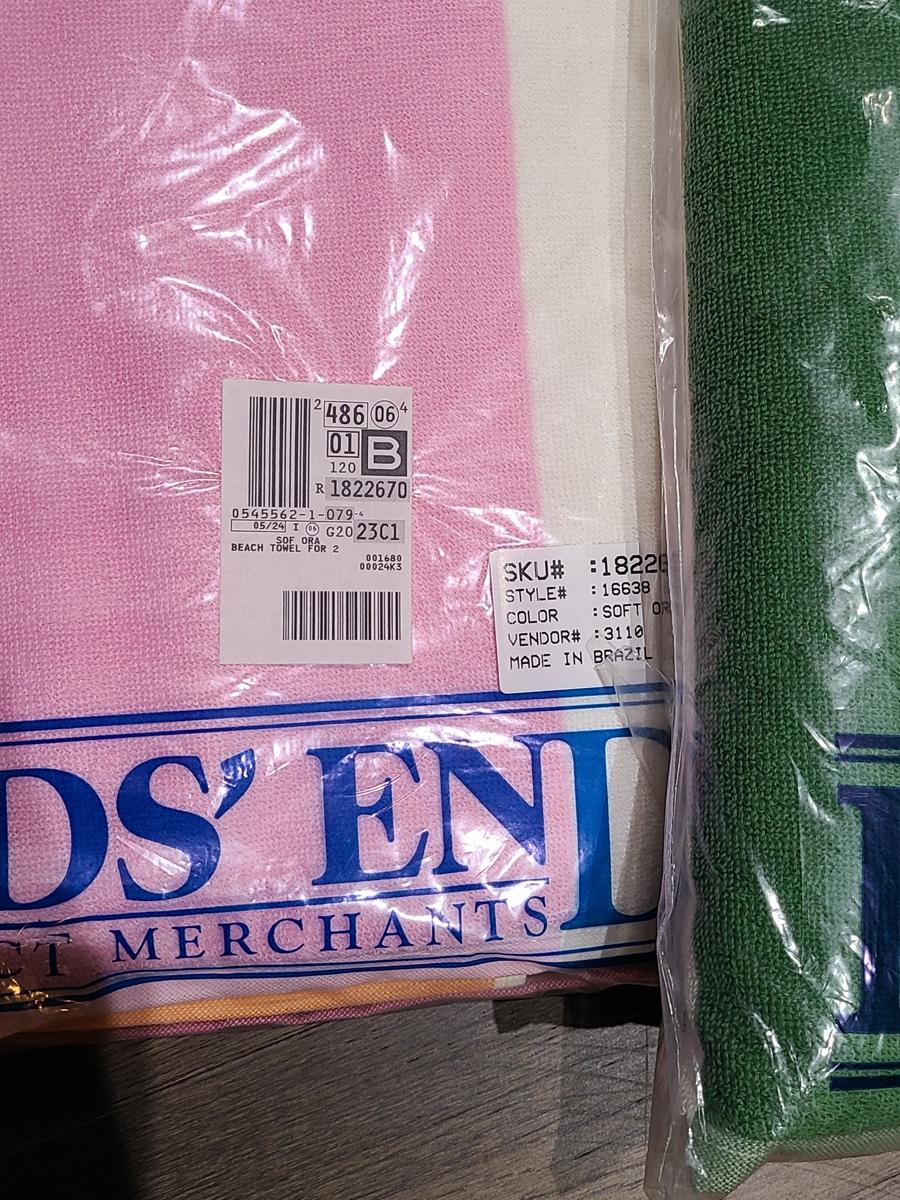 2 486 06 4
01 B
120
R 1822670
0545562-1-079-4
05/24 I 06 G20 23C1
SOF ORA
BEACH TOWEL FOR 2
001680
00024K3
SKU# :1822
STYLE# :16638
COLOR :SOFT OR
VENDOR# :3110
MADE IN BRAZIL
DS' END
CT MERCHANTS